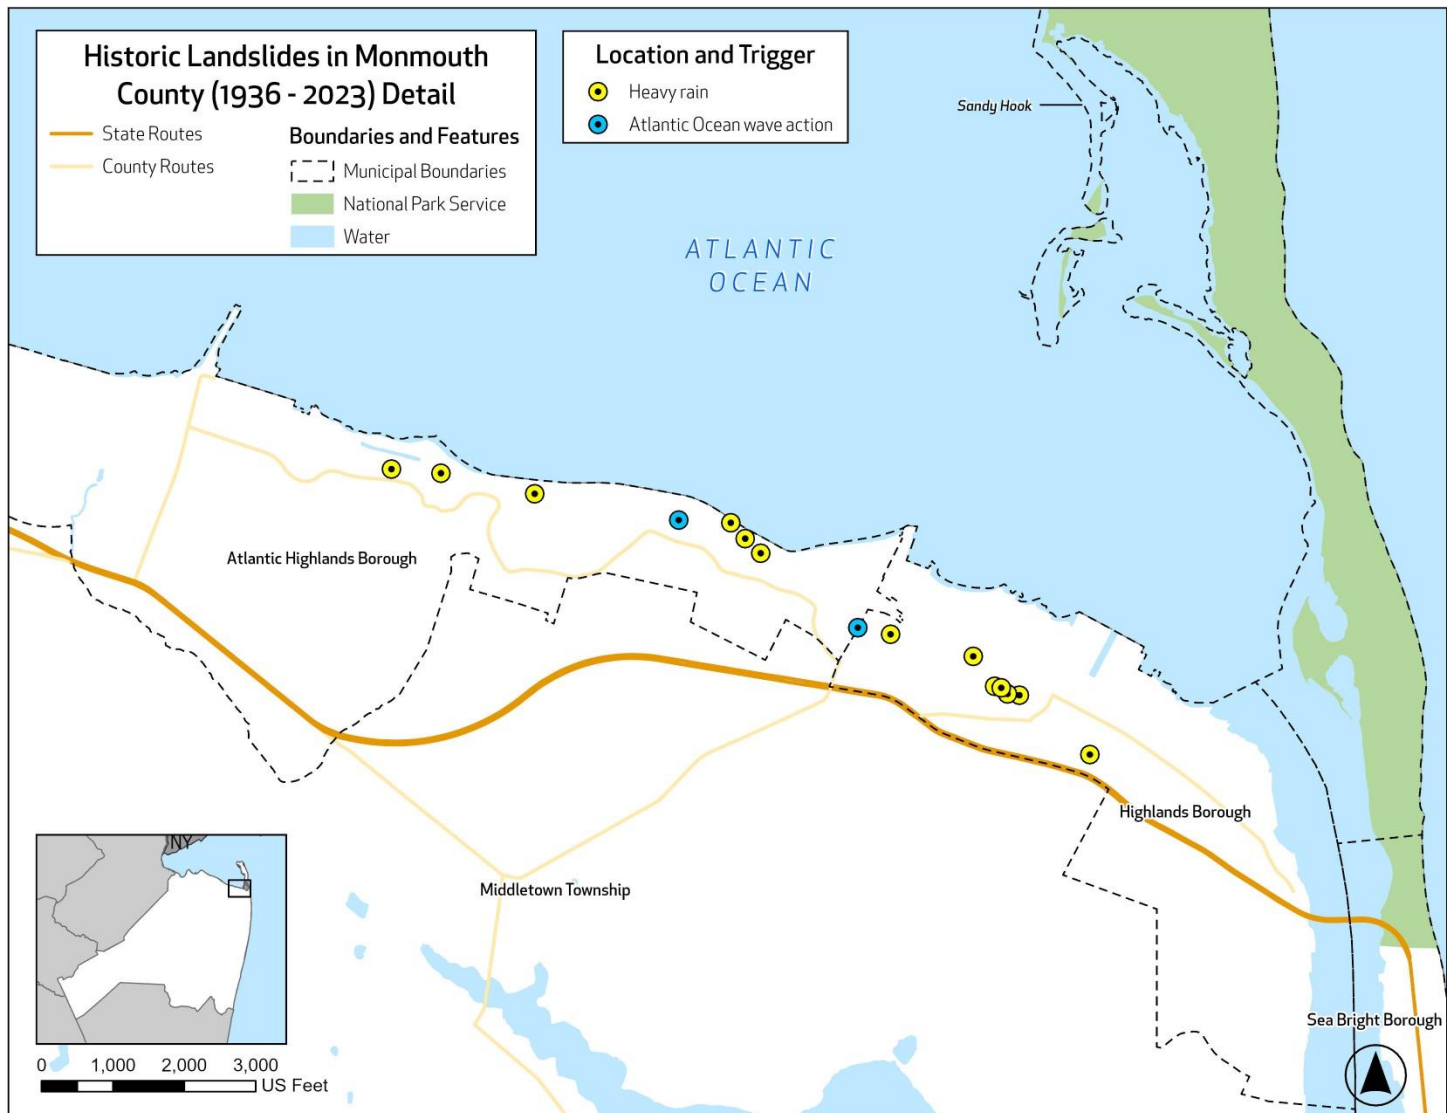 Historic Landslides in Monmouth
County (1936 - 2023) Detail
State Routes
County Routes
Boundaries and Features
Municipal Boundaries
National Park Service
Water
Location and Trigger
Heavy rain
Atlantic Ocean wave action
Sandy Hook
ATLANTIC
OCEAN
Atlantic Highlands Borough
Highlands Borough
Middletown Township
Sea Bright Borough
NY
0 1,000 2,000 3,000
US Feet